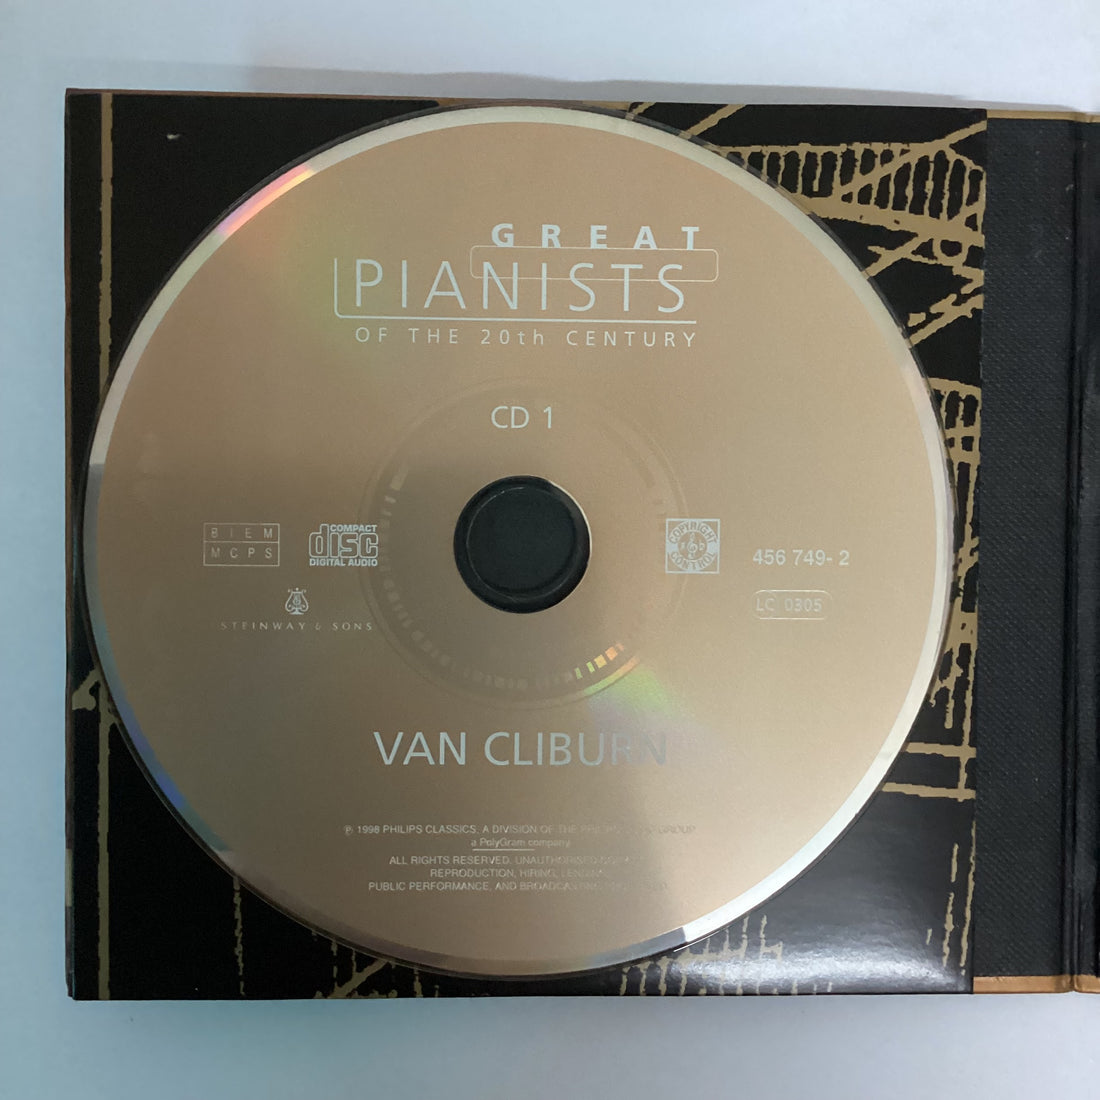 GREAT
PIANISTS
OF THE 20th CENTURY
CD 1
BIEM
MCPS
COMPACT
disc
DIGITAL AUDIO
COPYRIGHT
CONTROL
456 749- 2
LC 0305
STEINWAY & SONS
VAN CLIBURN
℗ 1998 PHILIPS CLASSICS, A DIVISION OF THE GROUP
a PolyGram company
ALL RIGHTS RESERVED. UNAUTHORISED
REPRODUCTION, HIRING, LENDING,
PUBLIC PERFORMANCE, AND BROADCASTING